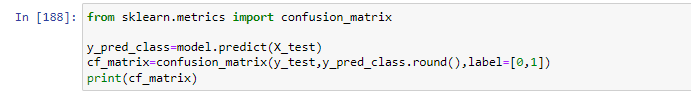 In [188]: from sklearn.metrics import confusion_matrix
y_pred_class=model.predict(X_test)
cf_matrix=confusion_matrix(y_test,y_pred_class.round(),label=[0,1])
print(cf_matrix)